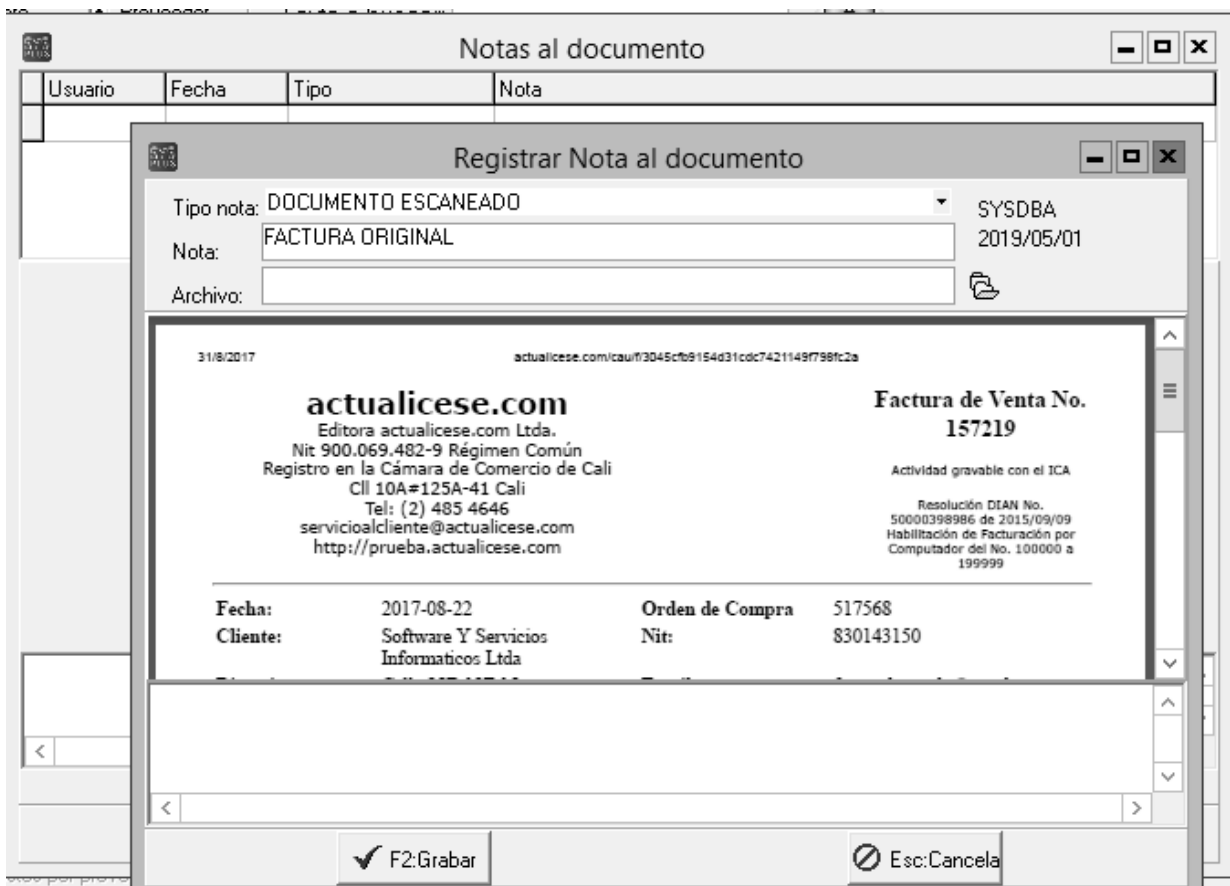 Notas al documento
Usuario Fecha Tipo Nota
Registrar Nota al documento
Tipo nota: DOCUMENTO ESCANEADO SYSDBA
Nota: FACTURA ORIGINAL 2019/05/01
Archivo:
31/8/2017 actualicese.com/cau/f/3045cfb9154d31cdc7421149f798fc2a
actualicese.com
Editora actualicese.com Ltda.
Nit 900.069.482-9 Régimen Común
Registro en la Cámara de Comercio de Cali
Cll 10A#125A-41 Cali
Tel: (2) 485 4646
servicioalcliente@actualicese.com
http://prueba.actualicese.com
Factura de Venta No.
157219
Actividad gravable con el ICA
Resolución DIAN No.
50000398986 de 2015/09/09
Habilitación de Facturación por
Computador del No. 100000 a
199999
Fecha: 2017-08-22 Orden de Compra 517568
Cliente: Software Y Servicios Nit: 830143150
Informaticos Ltda
F2:Grabar Esc:Cancela